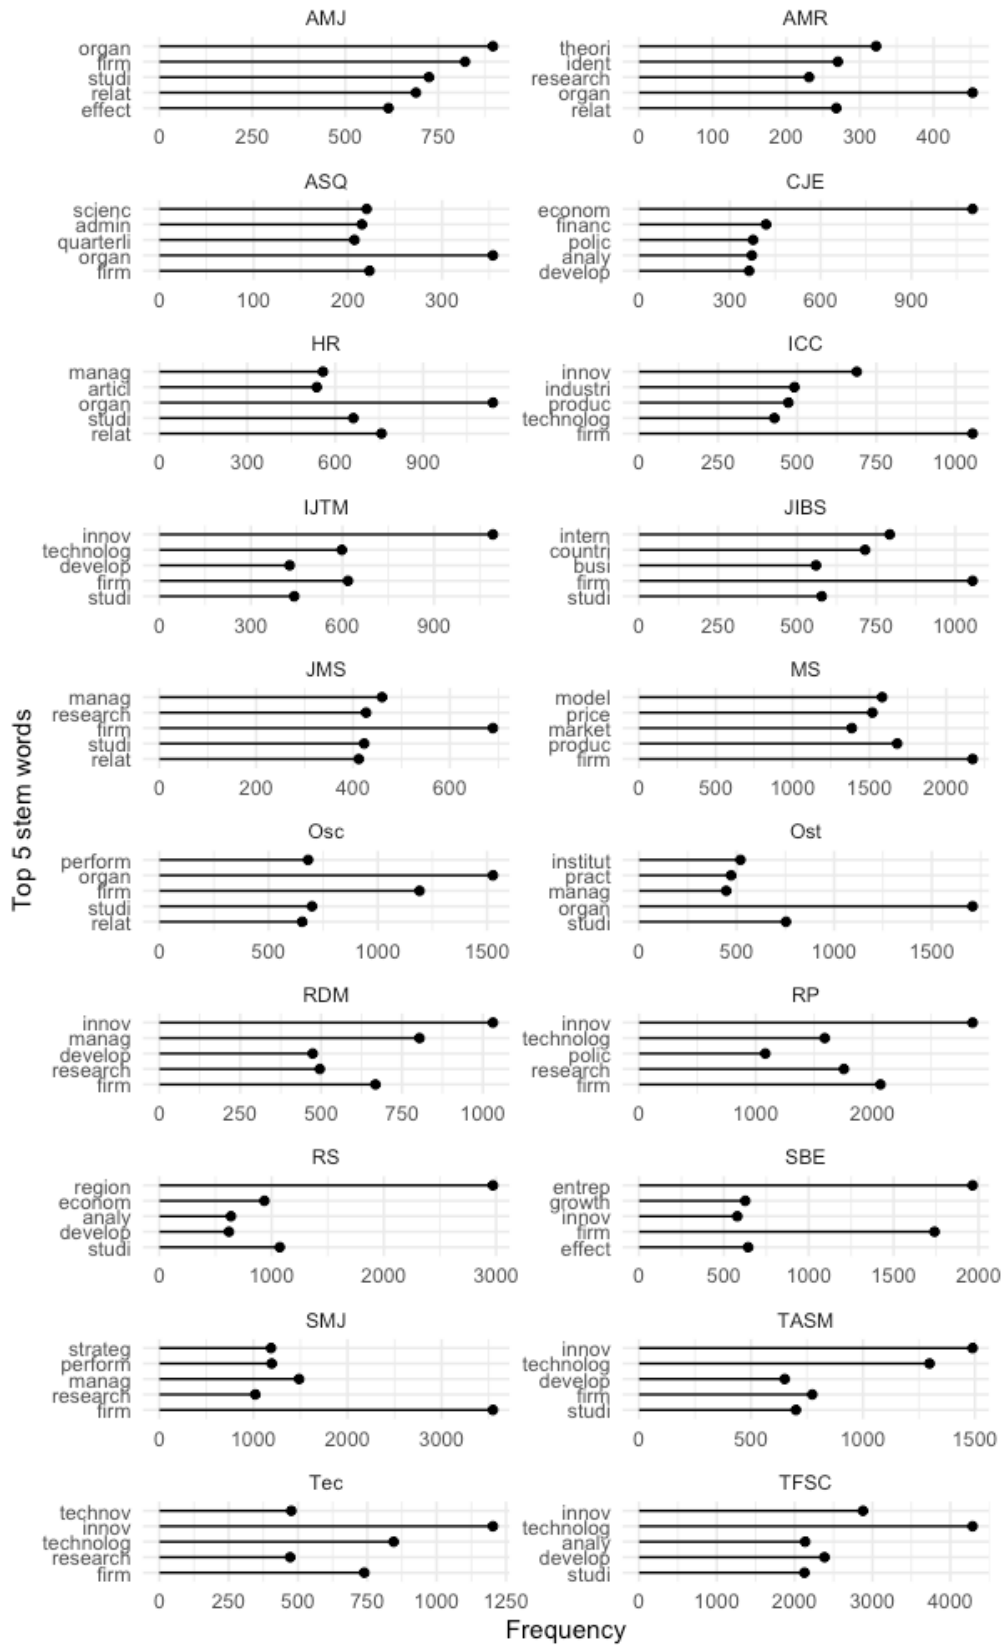 AMJ
organ
firm
studi
relat
effect
0 250 500 750
AMR
theori
ident
research
organ
relat
0 100 200 300 400
ASQ
scienc
admin
quarterli
organ
firm
0 100 200 300
CJE
econom
financ
polic
analy
develop
0 300 600 900
HR
manag
articl
organ
studi
relat
0 300 600 900
ICC
innov
industri
produc
technolog
firm
0 250 500 750 1000
IJTM
innov
technolog
develop
firm
studi
0 300 600 900
JIBS
intern
countri
busi
firm
studi
0 250 500 750 1000
JMS
manag
research
firm
studi
relat
0 200 400 600
MS
model
price
market
produc
firm
0 500 1000 1500 2000
Osc
perform
organ
firm
studi
relat
0 500 1000 1500
Ost
institut
pract
manag
organ
studi
0 500 1000 1500
RDM
innov
manag
develop
research
firm
0 250 500 750 1000
RP
innov
technolog
polic
research
firm
0 1000 2000
RS
region
econom
analy
develop
studi
0 1000 2000 3000
SBE
entrep
growth
innov
firm
effect
0 500 1000 1500 2000
SMJ
strateg
perform
manag
research
firm
0 1000 2000 3000
TASM
innov
technolog
develop
firm
studi
0 500 1000 1500
Tec
technov
innov
technolog
research
firm
0 250 500 750 1000 1250
TFSC
innov
technolog
analy
develop
studi
0 1000 2000 3000 4000
Top 5 stem words
Frequency